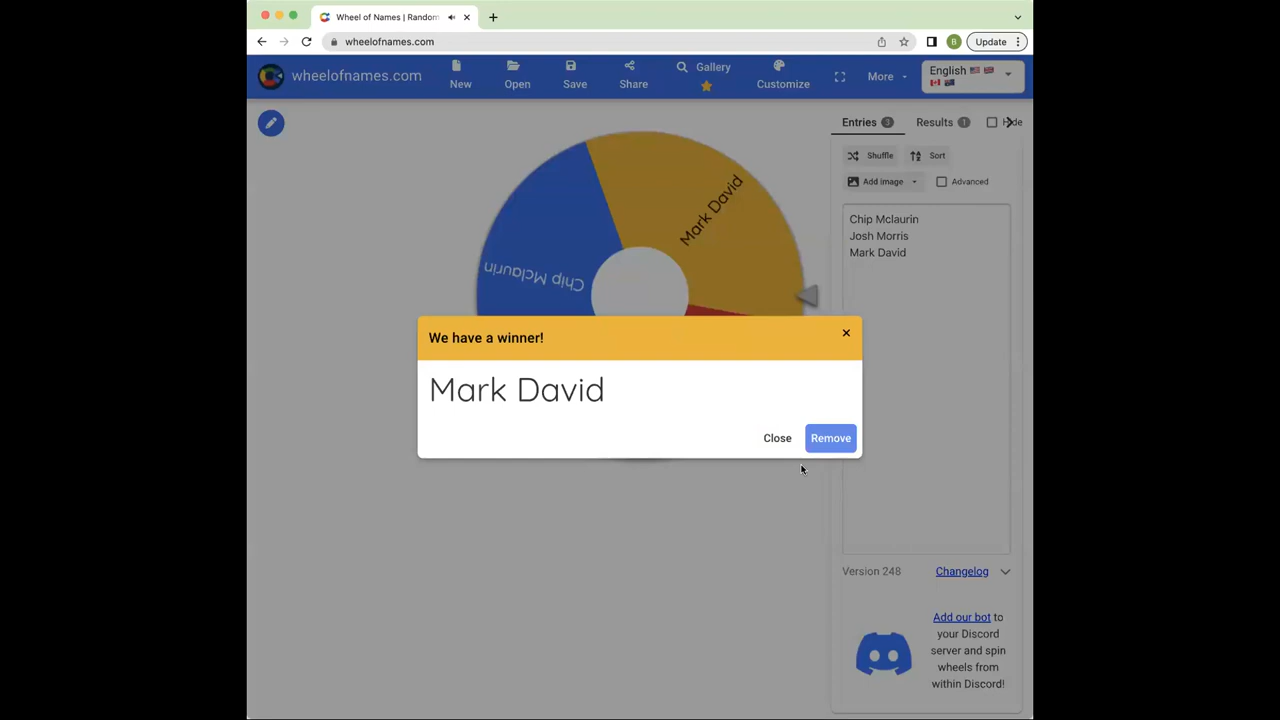 Wheel of Names | Random
wheelofnames.com
B
Update
wheelofnames.com
New
Open
Save
Share
Gallery
Customize
More
English
Entries 3
Results 1
Hide
Shuffle
Sort
Add image
Advanced
Chip Mclaurin
Josh Morris
Mark David
Mark David
Chip Mclaurin
We have a winner!
Mark David
Close
Remove
Version 248
Changelog
Add our bot to
your Discord
server and spin
wheels from
within Discord!